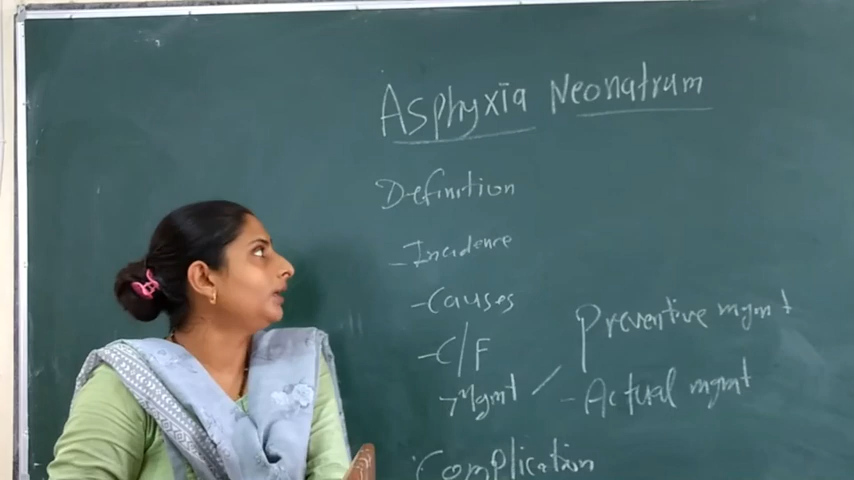 Asphyxia Neonatrum
Definition
- Incidence
- Causes
- C/F
→ Mgmt / Preventive mgmt
- Actual mgmt
Complication